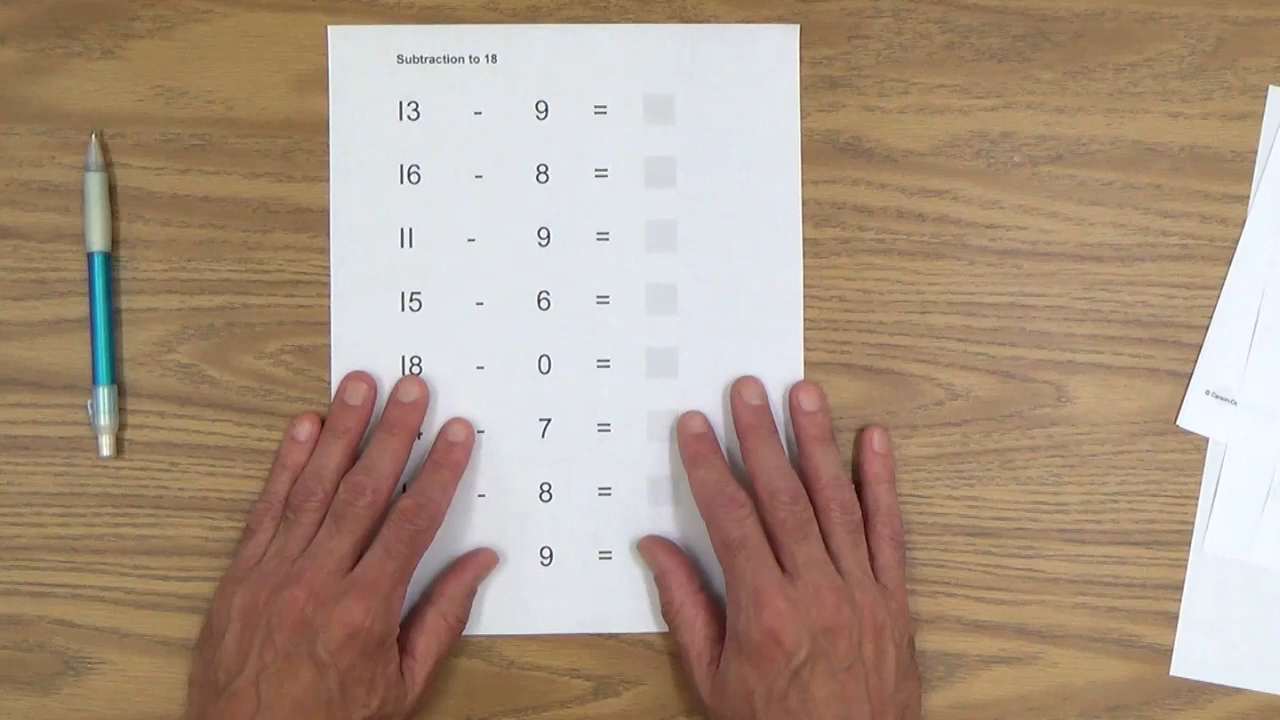 Subtraction to 18
13 - 9 =
16 - 8 =
11 - 9 =
15 - 6 =
18 - 0 =
- 7 =
- 8 =
9 =